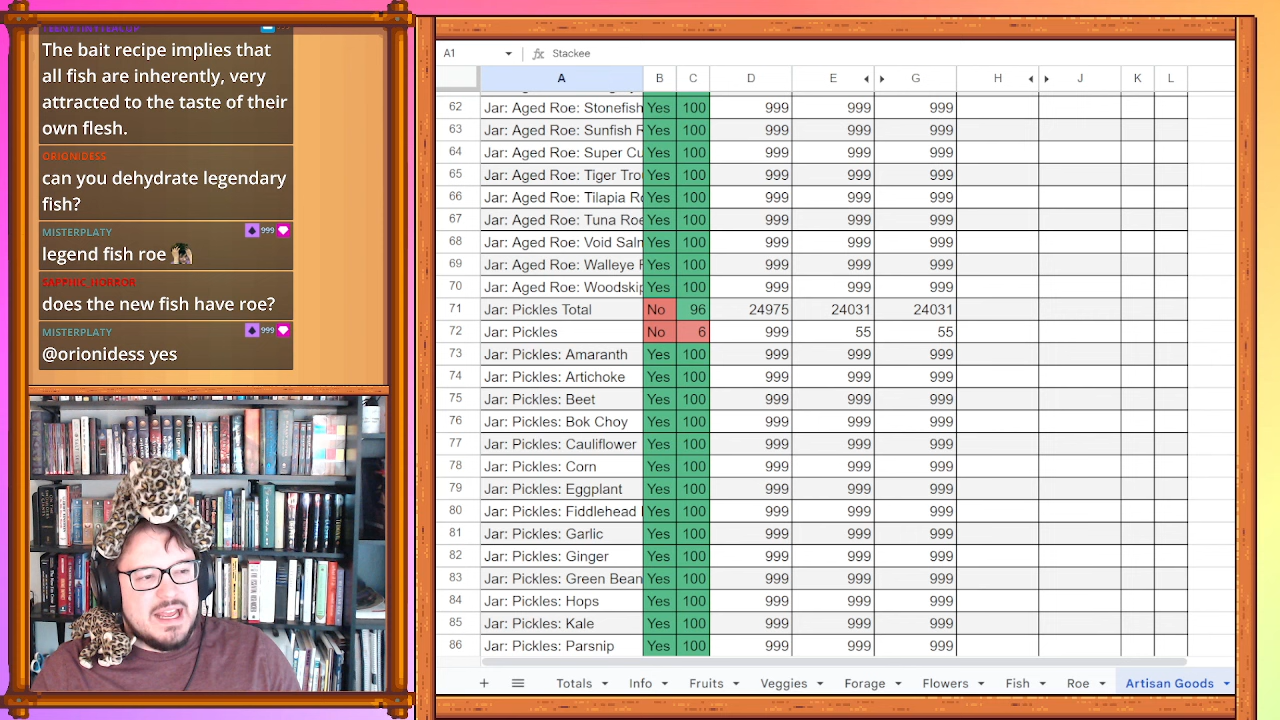 The bait recipe implies that
all fish are inherently, very
attracted to the taste of their
own flesh.
ORIONIDESS
can you dehydrate legendary
fish?
MISTERPLATY 999
legend fish roe
SAPPHIC_HORROR
does the new fish have roe?
MISTERPLATY 999
@orionidess yes
A1 fx Stackee
A B C D E G H J K L
62 Jar: Aged Roe: Stonefish Yes 100 999 999 999
63 Jar: Aged Roe: Sunfish R Yes 100 999 999 999
64 Jar: Aged Roe: Super Cu Yes 100 999 999 999
65 Jar: Aged Roe: Tiger Trou Yes 100 999 999 999
66 Jar: Aged Roe: Tilapia Ro Yes 100 999 999 999
67 Jar: Aged Roe: Tuna Roe Yes 100 999 999 999
68 Jar: Aged Roe: Void Saln Yes 100 999 999 999
69 Jar: Aged Roe: Walleye R Yes 100 999 999 999
70 Jar: Aged Roe: Woodskip Yes 100 999 999 999
71 Jar: Pickles Total No 96 24975 24031 24031
72 Jar: Pickles No 6 999 55 55
73 Jar: Pickles: Amaranth Yes 100 999 999 999
74 Jar: Pickles: Artichoke Yes 100 999 999 999
75 Jar: Pickles: Beet Yes 100 999 999 999
76 Jar: Pickles: Bok Choy Yes 100 999 999 999
77 Jar: Pickles: Cauliflower Yes 100 999 999 999
78 Jar: Pickles: Corn Yes 100 999 999 999
79 Jar: Pickles: Eggplant Yes 100 999 999 999
80 Jar: Pickles: Fiddlehead Yes 100 999 999 999
81 Jar: Pickles: Garlic Yes 100 999 999 999
82 Jar: Pickles: Ginger Yes 100 999 999 999
83 Jar: Pickles: Green Bean Yes 100 999 999 999
84 Jar: Pickles: Hops Yes 100 999 999 999
85 Jar: Pickles: Kale Yes 100 999 999 999
86 Jar: Pickles: Parsnip Yes 100 999 999 999
Totals Info Fruits Veggies Forage Flowers Fish Roe Artisan Goods